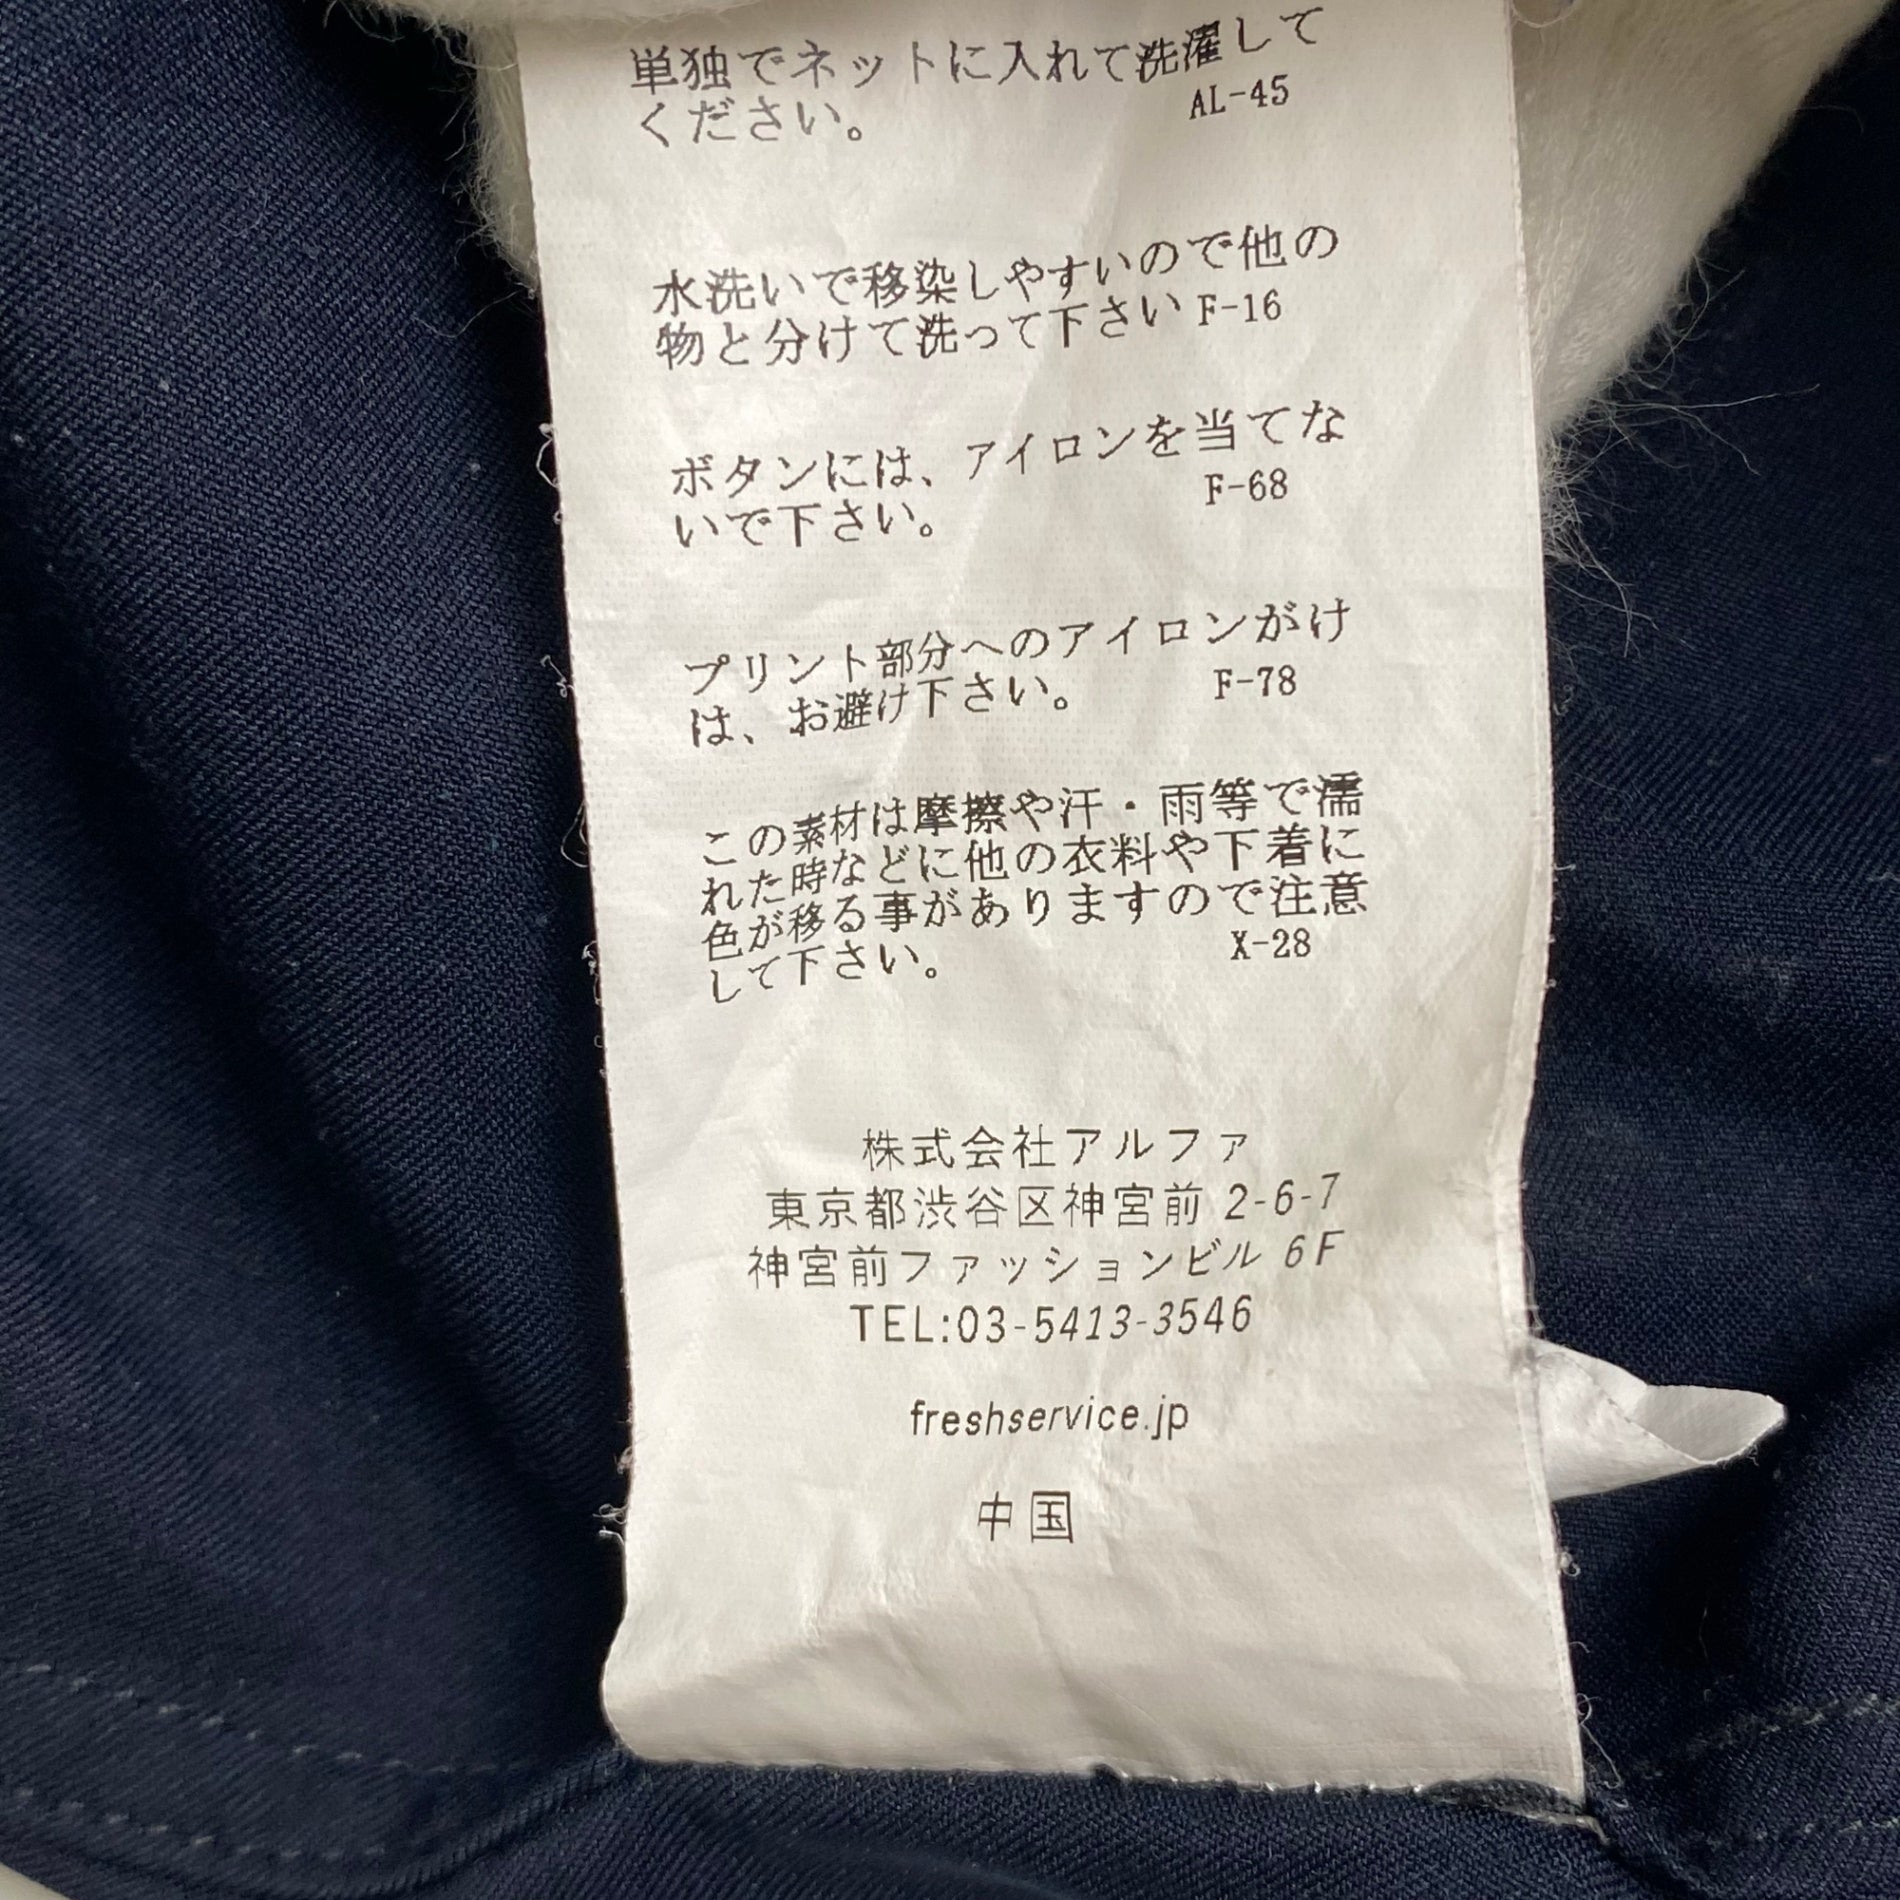 単独でネットに入れて洗濯して
ください。 AL-45
水洗いで移染しやすいので他の
物と分けて洗って下さい F-16
ボタンには、アイロンを当てな
いで下さい。 F-68
プリント部分へのアイロンがけ
は、お避け下さい。 F-78
この素材は摩擦や汗・雨等で濡
れた時などに他の衣料や下着に
色が移る事がありますので注意
して下さい。 X-28
株式会社アルファ
東京都渋谷区神宮前 2-6-7
神宮前ファッションビル 6F
TEL:03-5413-3546
freshservice.jp
中国